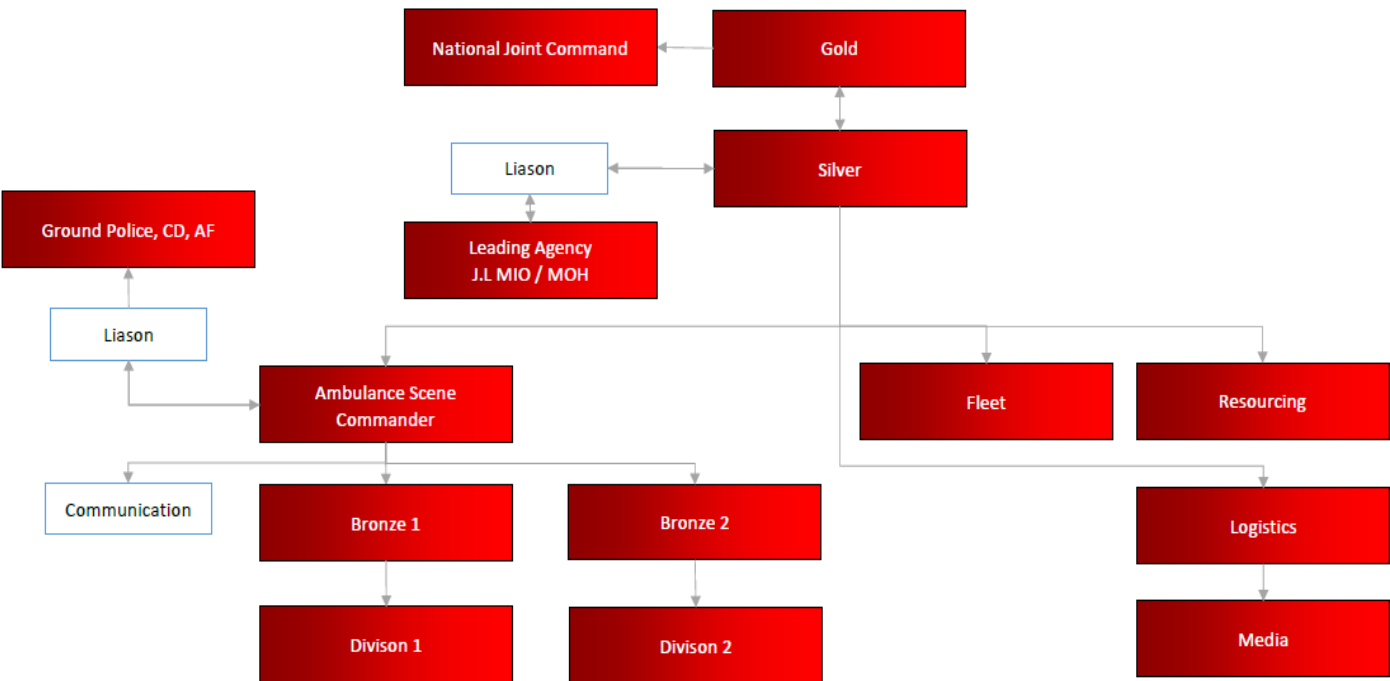 National Joint Command
Gold
Liason
Silver
Ground Police, CD, AF
Leading Agency
J.L MIO / MOH
Liason
Ambulance Scene
Commander
Fleet
Resourcing
Communication
Bronze 1
Bronze 2
Logistics
Divison 1
Divison 2
Media